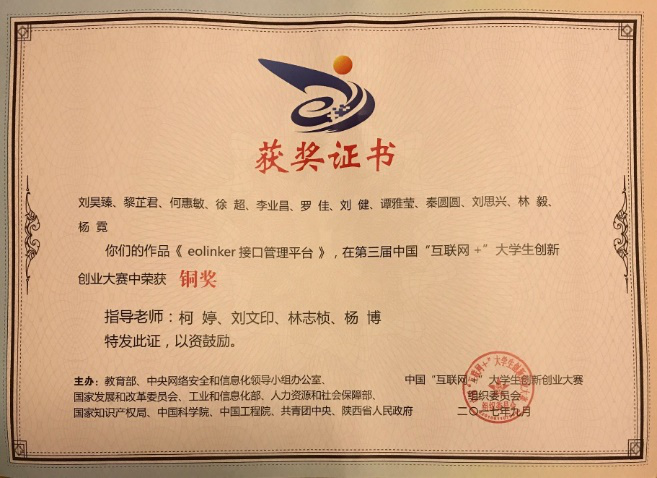 获奖证书
刘昊臻、黎芷君、何惠敏、徐 超、李业昌、罗 佳、刘 健、谭雅莹、秦圆圆、刘思兴、林 毅、
杨 霓
你们的作品《 eolinker 接口管理平台 》，在第三届中国“互联网 +”大学生创新
创业大赛中荣获 铜奖
指导老师：柯 婷、刘文印、林志桢、杨 博
特发此证，以资鼓励。
主办：教育部、中央网络安全和信息化领导小组办公室、
国家发展和改革委员会、工业和信息化部、人力资源和社会保障部、
国家知识产权局、中国科学院、中国工程院、共青团中央、陕西省人民政府
中国“互联网 +”大学生创新创业大赛
组织委员会
二〇一七年九月